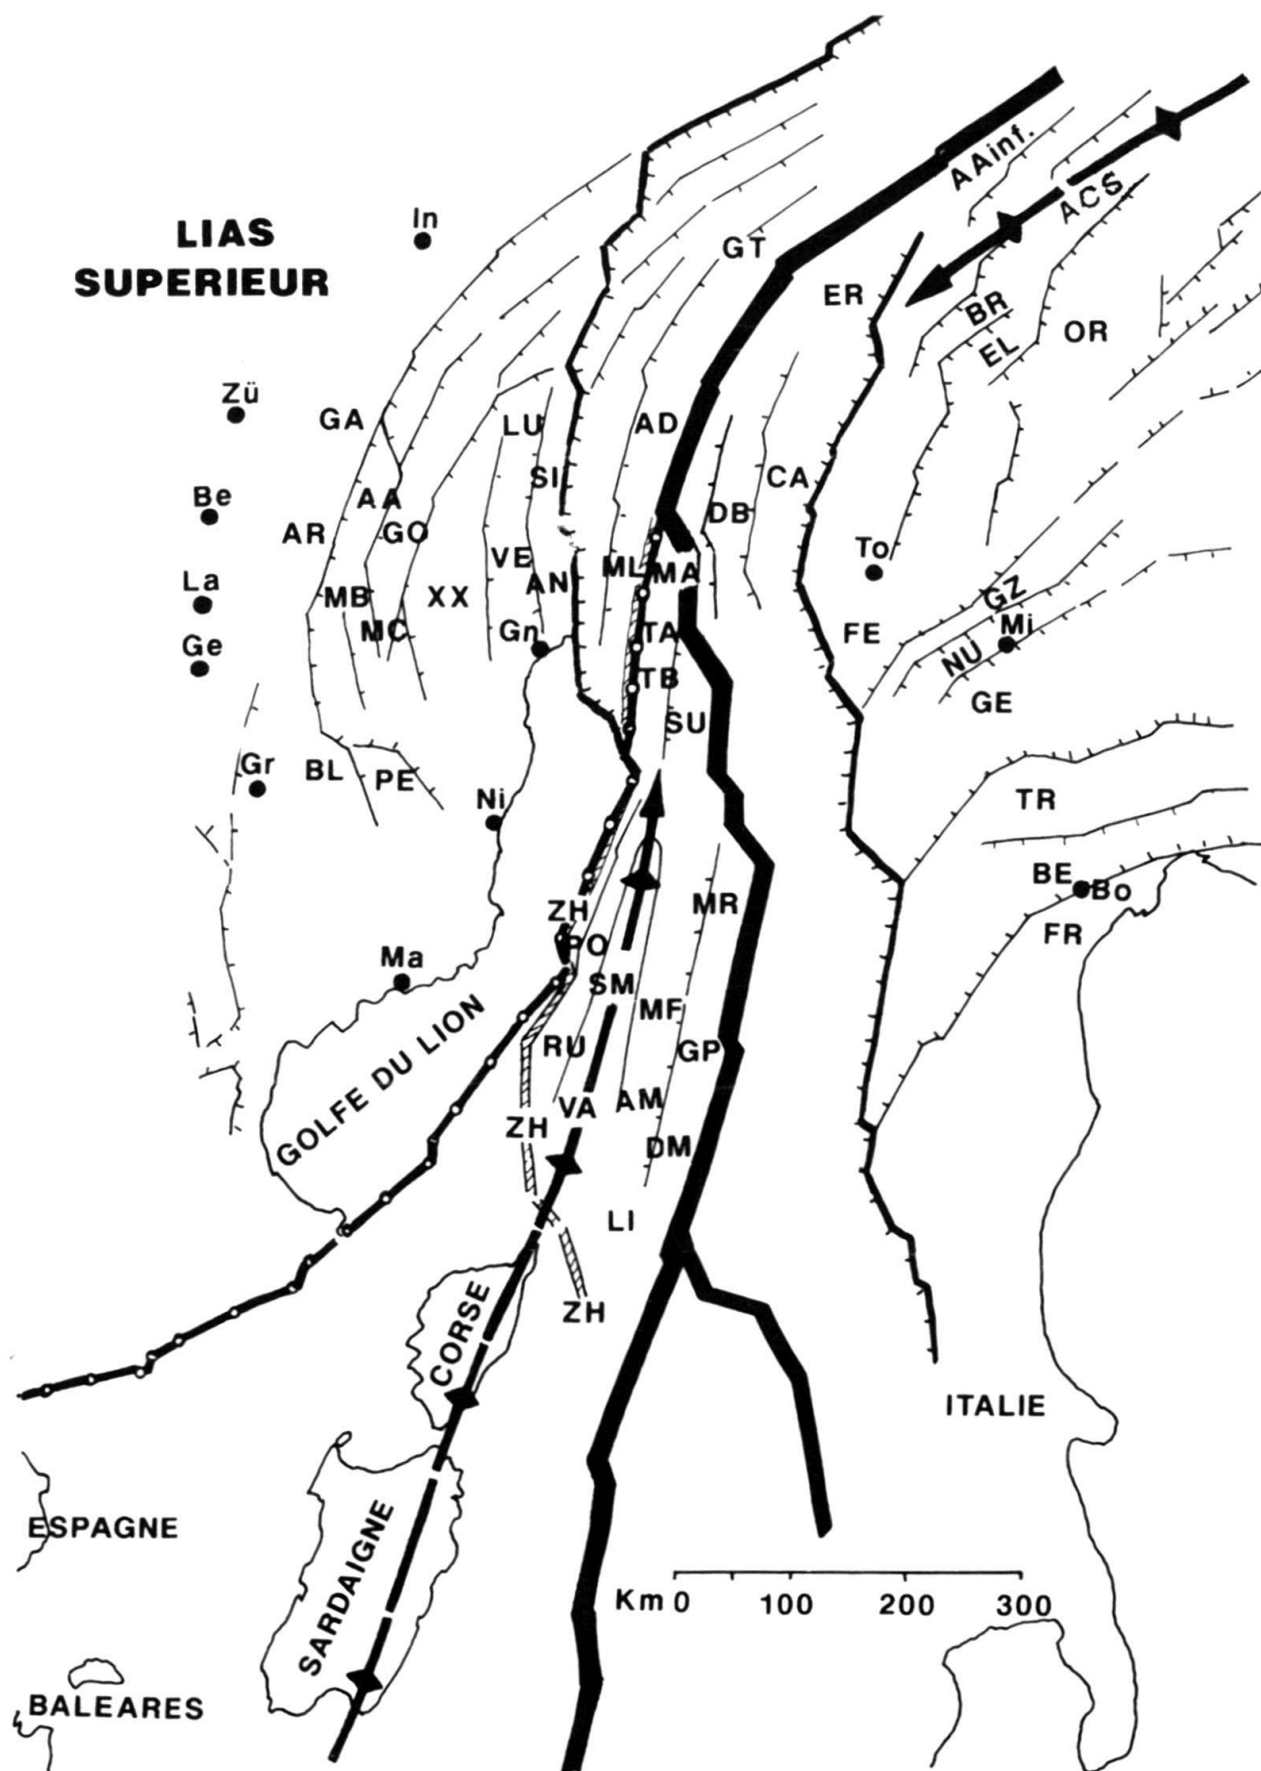 AAinf.
ACS
LIAS
SUPERIEUR
In
GT
ER
BR
EL
OR
Zü
GA
LU
AD
SI
CA
Be
AA
DB
AR
GO
To
VE
ML
MA
La
MB
XX
AN
GZ
Ge
MC
Gn
TA
FE
Mi
NU
TB
GE
SU
Gr
BL
PE
Ni
TR
BE
Bo
ZH
MR
FR
PO
Ma
SM
MF
GOLFE DU LION
RU
GP
VA
AM
ZH
DM
LI
CORSE
ZH
ITALIE
ESPAGNE
SARDAIGNE
Km 0 100 200 300
BALEARES